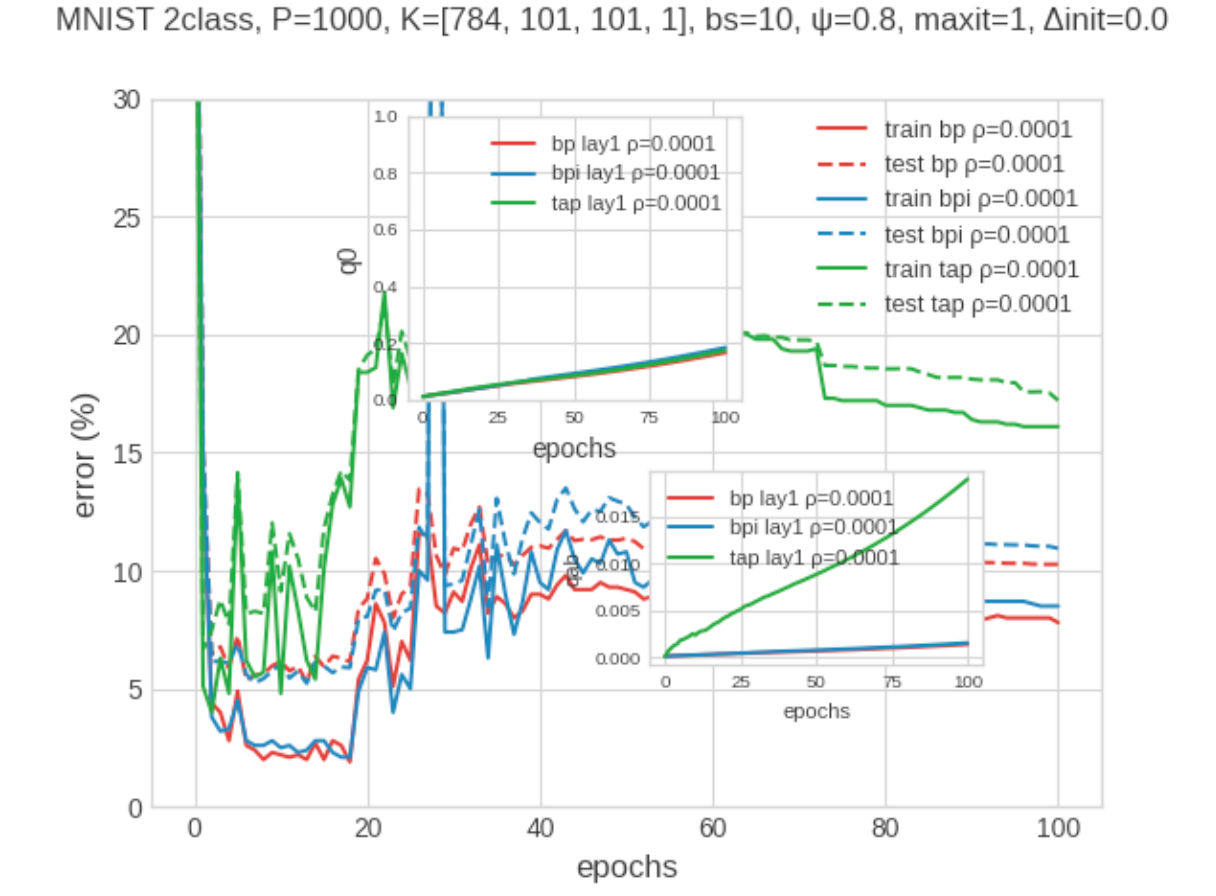 MNIST 2class, P=1000, K=[784, 101, 101, 1], bs=10, ψ=0.8, maxit=1, Δinit=0.0
error (%)
30
25
20
15
10
5
0
0 20 40 60 80 100
epochs
train bp ρ=0.0001
test bp ρ=0.0001
train bpi ρ=0.0001
test bpi ρ=0.0001
train tap ρ=0.0001
test tap ρ=0.0001
q0
1.0
0.8
0.6
0.4
0.2
0.0
bp lay1 ρ=0.0001
bpi lay1 ρ=0.0001
tap lay1 ρ=0.0001
0 25 50 75 100
epochs
qab
0.015
0.010
0.005
0.000
bp lay1 ρ=0.0001
bpi lay1 ρ=0.0001
tap lay1 ρ=0.0001
0 25 50 75 100
epochs